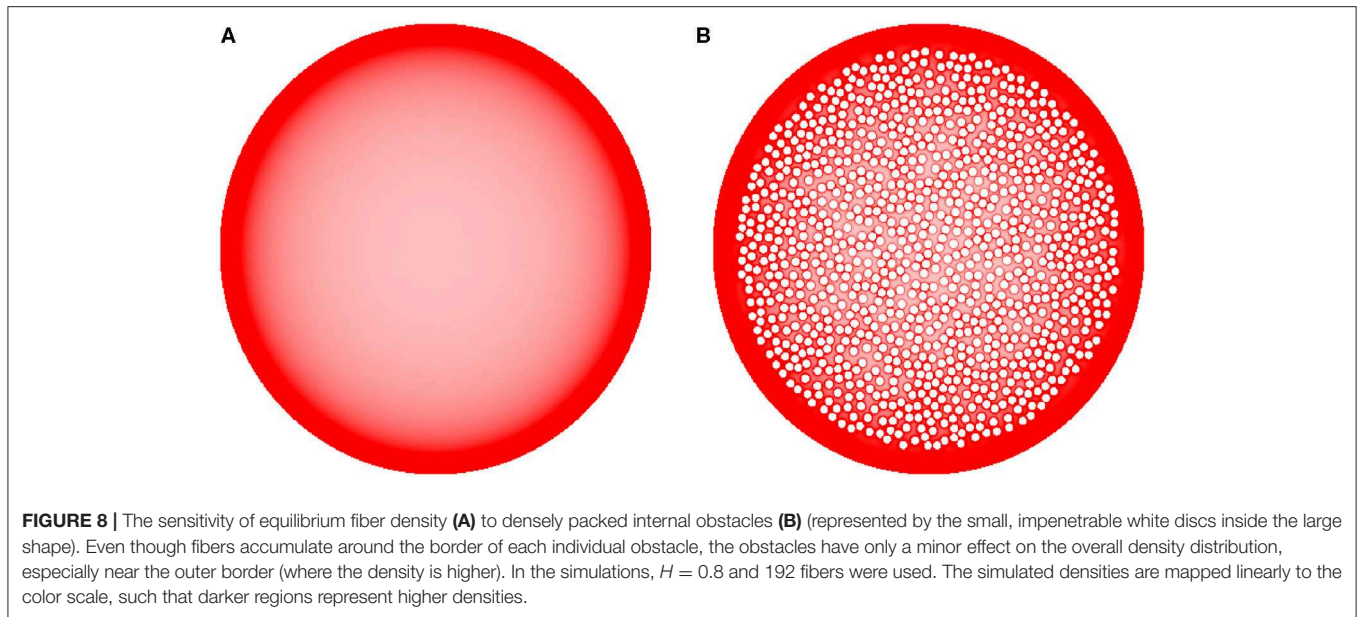 A
B
FIGURE 8 | The sensitivity of equilibrium fiber density (A) to densely packed internal obstacles (B) (represented by the small, impenetrable white discs inside the large
shape). Even though fibers accumulate around the border of each individual obstacle, the obstacles have only a minor effect on the overall density distribution,
especially near the outer border (where the density is higher). In the simulations, H = 0.8 and 192 fibers were used. The simulated densities are mapped linearly to the
color scale, such that darker regions represent higher densities.